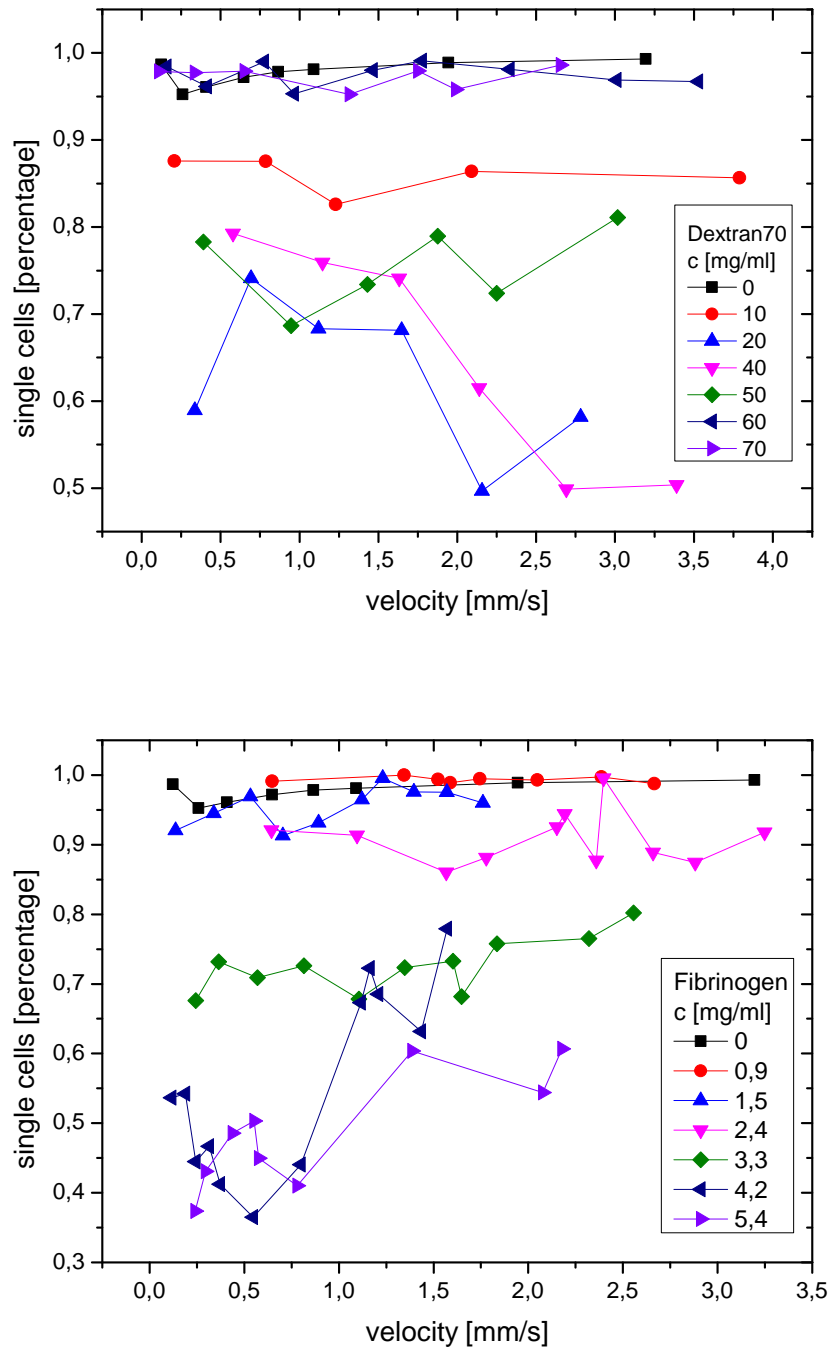 1,0
0,9
0,8
0,7
0,6
0,5
single cells [percentage]
Dextran70
c [mg/ml]
0
10
20
40
50
60
70
0,0 0,5 1,0 1,5 2,0 2,5 3,0 3,5 4,0
velocity [mm/s]
1,0
0,9
0,8
0,7
0,6
0,5
0,4
0,3
single cells [percentage]
Fibrinogen
c [mg/ml]
0
0,9
1,5
2,4
3,3
4,2
5,4
0,0 0,5 1,0 1,5 2,0 2,5 3,0 3,5
velocity [mm/s]